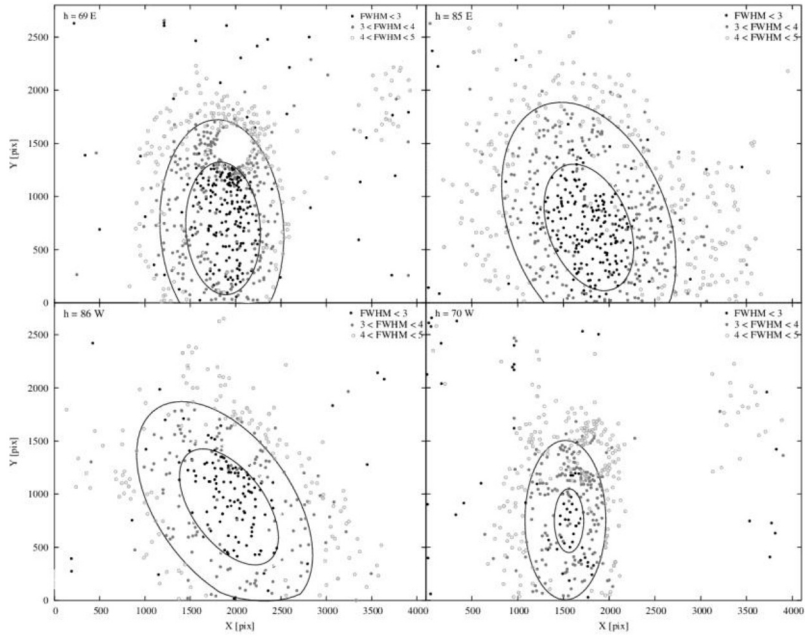 h = 69 E
FWHM < 3
3 < FWHM < 4
4 < FWHM < 5
h = 85 E
FWHM < 3
3 < FWHM < 4
4 < FWHM < 5
2500
2000
1500
1000
500
0
Y [pix]
h = 86 W
FWHM < 3
3 < FWHM < 4
4 < FWHM < 5
h = 70 W
FWHM < 3
3 < FWHM < 4
4 < FWHM < 5
2500
2000
1500
1000
500
0
Y [pix]
0 500 1000 1500 2000 2500 3000 3500 4000
X [pix]
500 1000 1500 2000 2500 3000 3500 4100
X [pix]